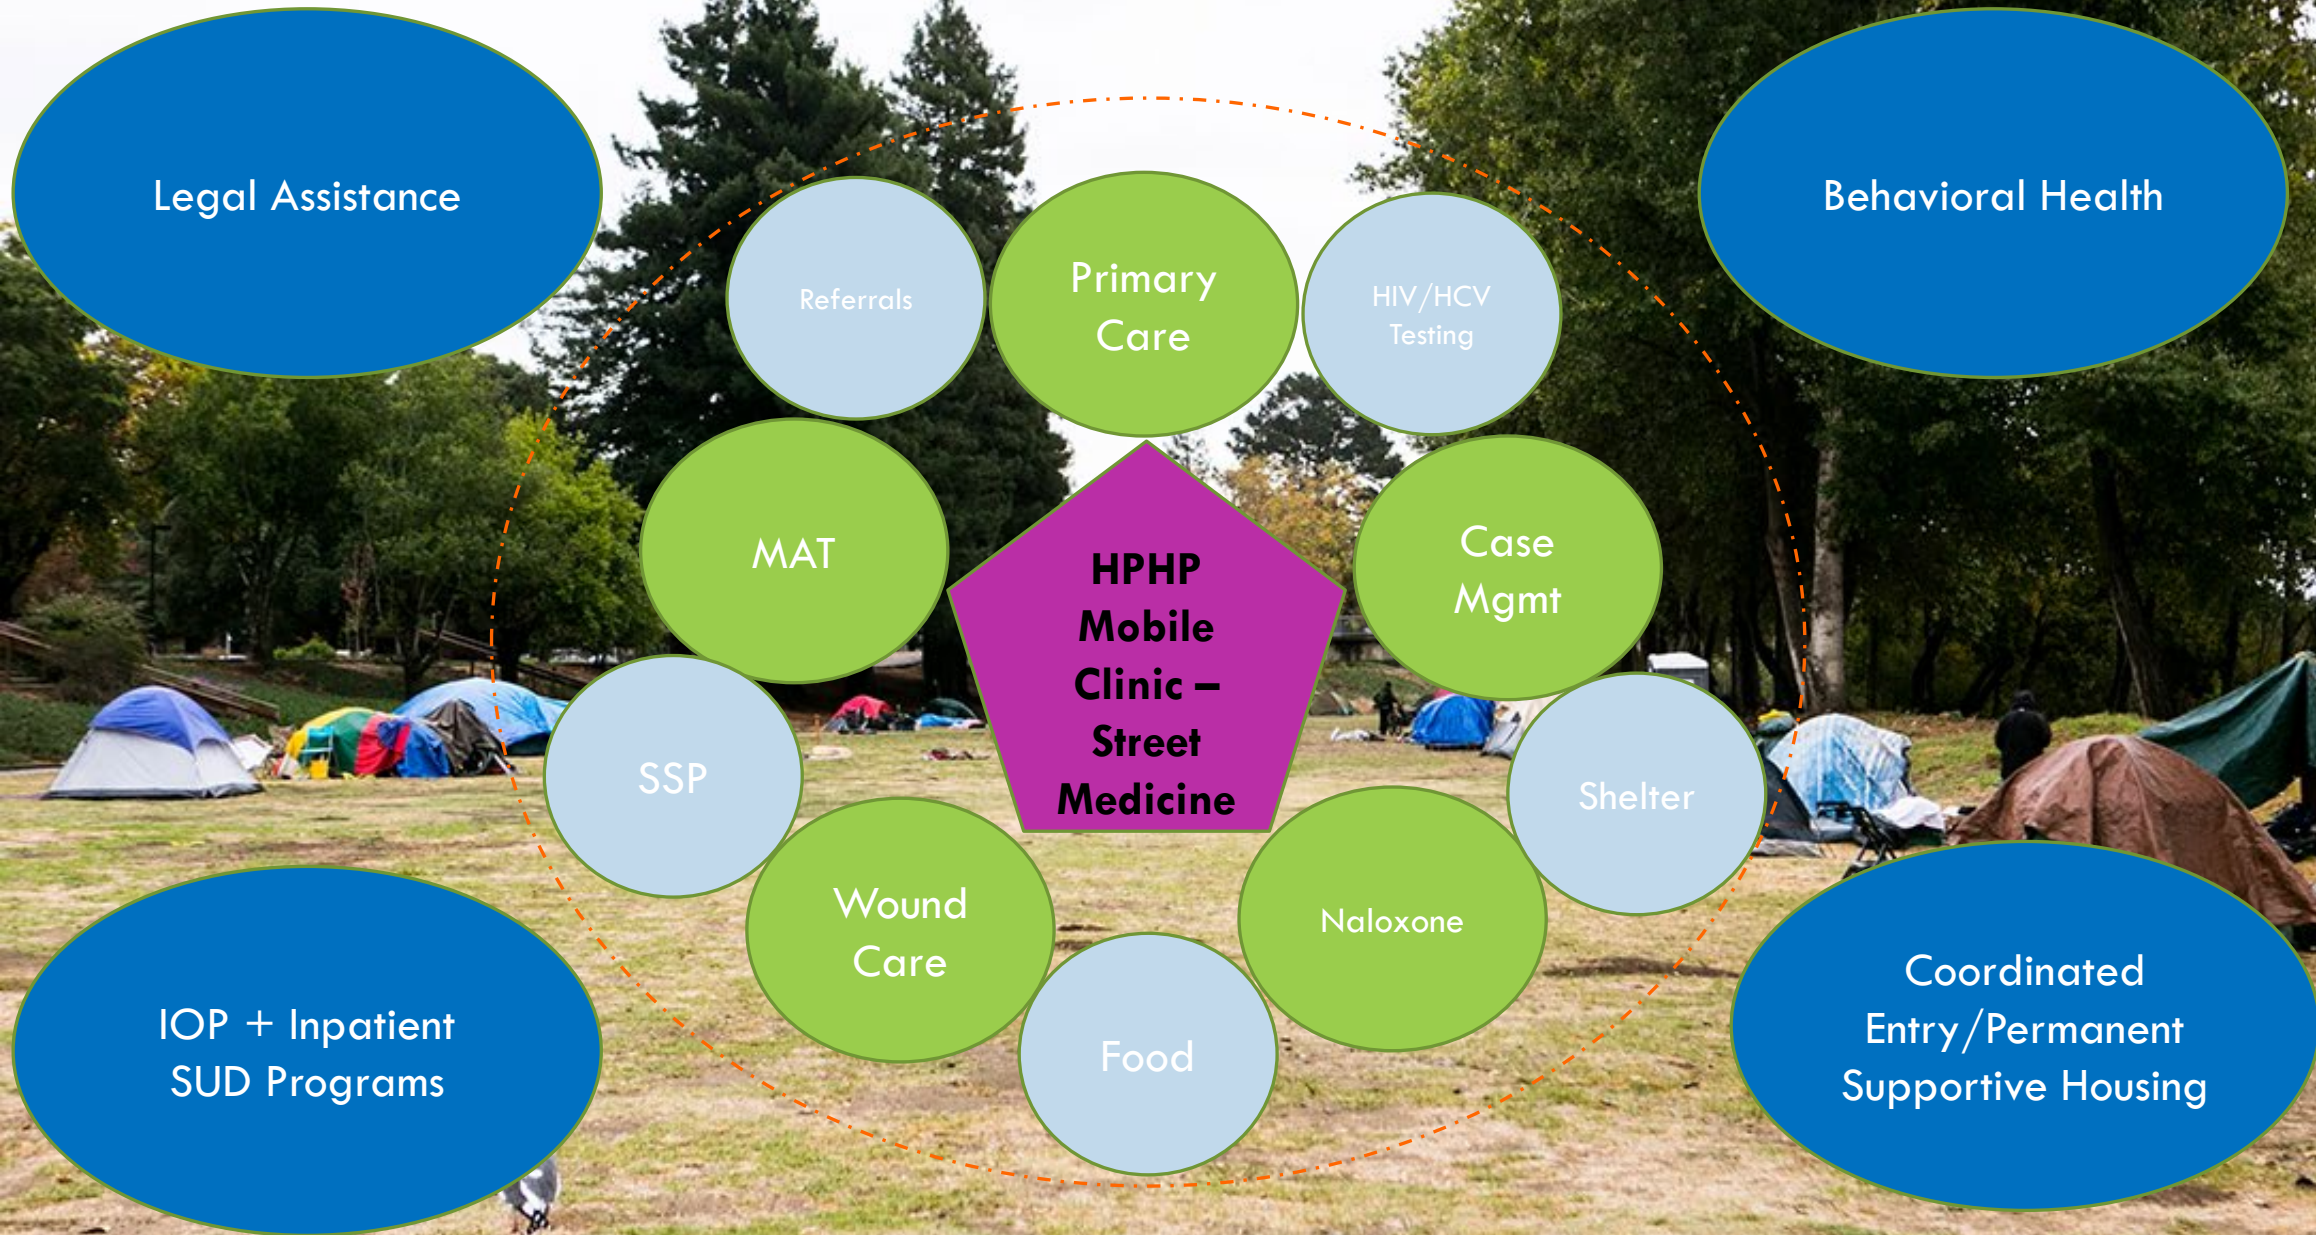 Legal Assistance
Behavioral Health
Referrals
Primary
Care
HIV/HCV
Testing
MAT
HPHP
Mobile
Clinic –
Street
Medicine
Case
Mgmt
SSP
Shelter
Wound
Care
Naloxone
Food
IOP + Inpatient
SUD Programs
Coordinated
Entry/Permanent
Supportive Housing